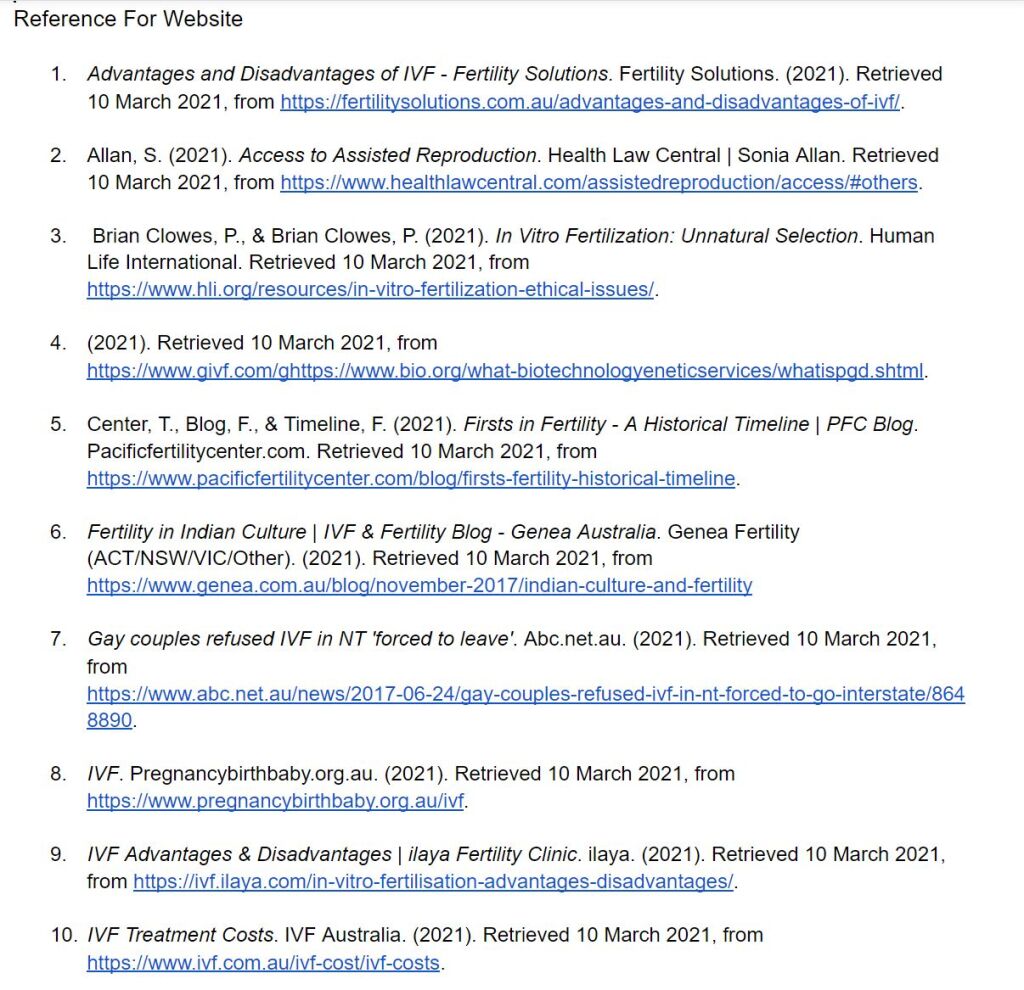 Reference For Website
1. Advantages and Disadvantages of IVF - Fertility Solutions. Fertility Solutions. (2021). Retrieved
10 March 2021, from https://fertilitysolutions.com.au/advantages-and-disadvantages-of-ivf/.
2. Allan, S. (2021). Access to Assisted Reproduction. Health Law Central | Sonia Allan. Retrieved
10 March 2021, from https://www.healthlawcentral.com/assistedreproduction/access/#others.
3. Brian Clowes, P., & Brian Clowes, P. (2021). In Vitro Fertilization: Unnatural Selection. Human
Life International. Retrieved 10 March 2021, from
https://www.hli.org/resources/in-vitro-fertilization-ethical-issues/.
4. (2021). Retrieved 10 March 2021, from
https://www.givf.com/ghttps://www.bio.org/what-biotechnologyeneticservices/whatispgd.shtml.
5. Center, T., Blog, F., & Timeline, F. (2021). Firsts in Fertility - A Historical Timeline | PFC Blog.
Pacificfertilitycenter.com. Retrieved 10 March 2021, from
https://www.pacificfertilitycenter.com/blog/firsts-fertility-historical-timeline.
6. Fertility in Indian Culture | IVF & Fertility Blog - Genea Australia. Genea Fertility
(ACT/NSW/VIC/Other). (2021). Retrieved 10 March 2021, from
https://www.genea.com.au/blog/november-2017/indian-culture-and-fertility
7. Gay couples refused IVF in NT 'forced to leave'. Abc.net.au. (2021). Retrieved 10 March 2021,
from
https://www.abc.net.au/news/2017-06-24/gay-couples-refused-ivf-in-nt-forced-to-go-interstate/864
8890.
8. IVF. Pregnancybirthbaby.org.au. (2021). Retrieved 10 March 2021, from
https://www.pregnancybirthbaby.org.au/ivf.
9. IVF Advantages & Disadvantages | ilaya Fertility Clinic. ilaya. (2021). Retrieved 10 March 2021,
from https://ivf.ilaya.com/in-vitro-fertilisation-advantages-disadvantages/.
10. IVF Treatment Costs. IVF Australia. (2021). Retrieved 10 March 2021, from
https://www.ivf.com.au/ivf-cost/ivf-costs.